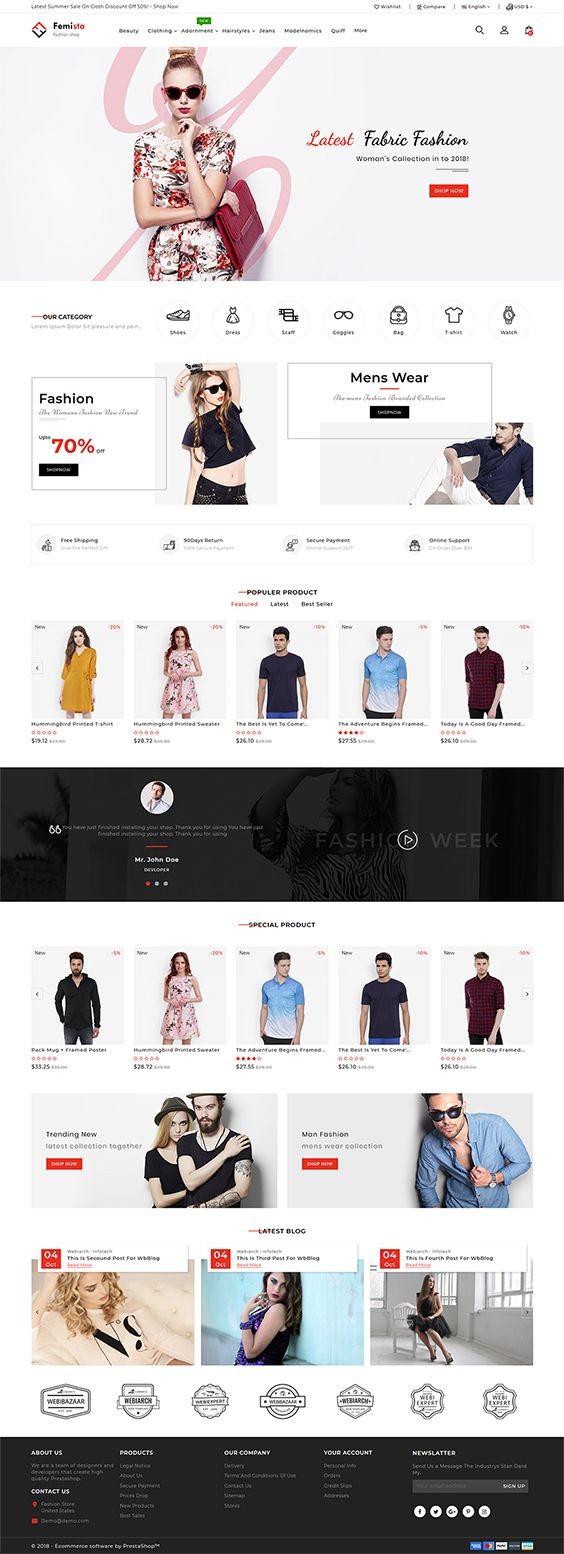 Latest Summer Sale On Cloth Discount Off 50%! - Shop Now
Wishlist
Compare
English
USD $
Femista
Fashion shop
Beauty
Clothing
Adornment
NEW
Hairstyles
Jeans
Modelnomics
Quiff
More
Latest Fabric Fashion
Woman's Collection in to 2018!
SHOP NOW
OUR CATEGORY
Lorem Ipsum Dolor Sit pleasure and pain...
Shoes
Dress
Scaff
Goggles
Bag
T-shirt
Watch
Fashion
The Womens Fashion New Trend
Upto
70% Off
SHOPNOW
Mens Wear
The mens Fashion Branded Collection
SHOPNOW
Free Shipping
Give The Perfect Gift
90Days Return
100% Secure Payment
Secure Payment
Online Support 24/7
Online Support
On Order Over $99
POPULER PRODUCT
Featured
Latest
Best Seller
New -20%
New -20%
New -10%
New -5%
New -10%
Hummingbird Printed T-shirt
$19.12 $23.90
Hummingbird Printed Sweater
$28.72 $35.90
The Best Is Yet To Come'...
$26.10 $29.00
The Adventure Begins Framed...
$27.55 $29.00
Today Is A Good Day Framed...
$26.10 $29.00
You have just finished installing your shop. Thank you for using You have just
finished installing your shop. Thank you for using
Mr. John Doe
DEVLOPER
FASHION WEEK
SPECIAL PRODUCT
New -5%
New -20%
New -5%
New -10%
New -10%
Pack Mug + Framed Poster
$33.25 $35.00
Hummingbird Printed Sweater
$28.72 $35.90
The Adventure Begins Framed...
$27.55 $29.00
The Best Is Yet To Come'...
$26.10 $29.00
Today Is A Good Day Framed...
$26.10 $29.00
Trending New
latest collection together
SHOP NOW
Man Fashion
mens wear collection
SHOP NOW
LATEST BLOG
04
Oct
Webiarch : Infotech
This Is Secound Post For WbBlog
Read More
04
Oct
Webiarch : Infotech
This Is Third Post For WbBlog
Read More
04
Oct
Webiarch : Infotech
This Is Fourth Post For WbBlog
Read More
WEBIBAZAAR
WEBIARCH
WEBIEXPERT
WEBIBAZAAR
WEBIARCH
WEBI
EXPERT
WEBI
EXPERT
ABOUT US
We are a team of designers and
developers that create high
quality Prestashop.
CONTACT US
Fashion Store
United States
Demo@demo.com
PRODUCTS
Legal Notice
About Us
Secure Payment
Prices Drop
New Products
Best Sales
OUR COMPANY
Delivery
Terms And Conditions Of Use
Contact Us
Sitemap
Stores
YOUR ACCOUNT
Personal Info
Orders
Credit Slips
Addresses
NEWSLATTER
Send Us a Message The Industrys Stan Dand
My.
Your email address
SIGN UP
© 2018 - Ecommerce software by PrestaShop™